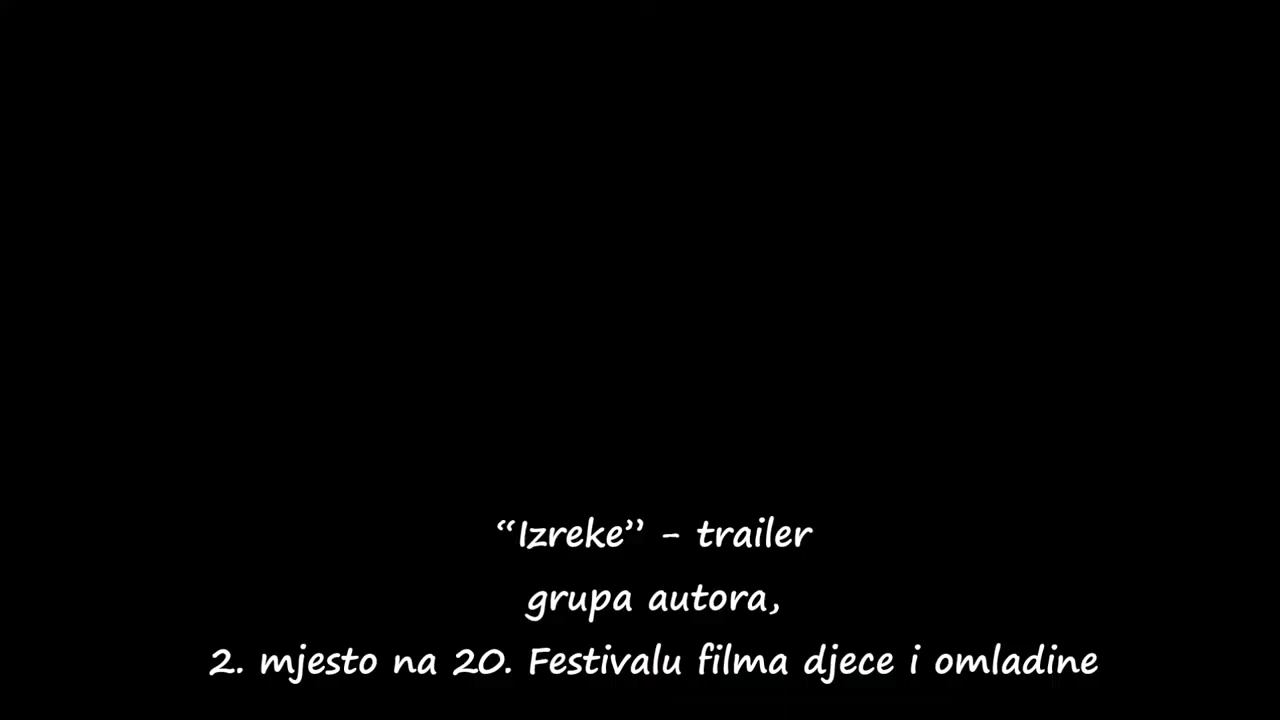 “Izreke” - trailer
grupa autora,
2. mjesto na 20. Festivalu filma djece i omladine